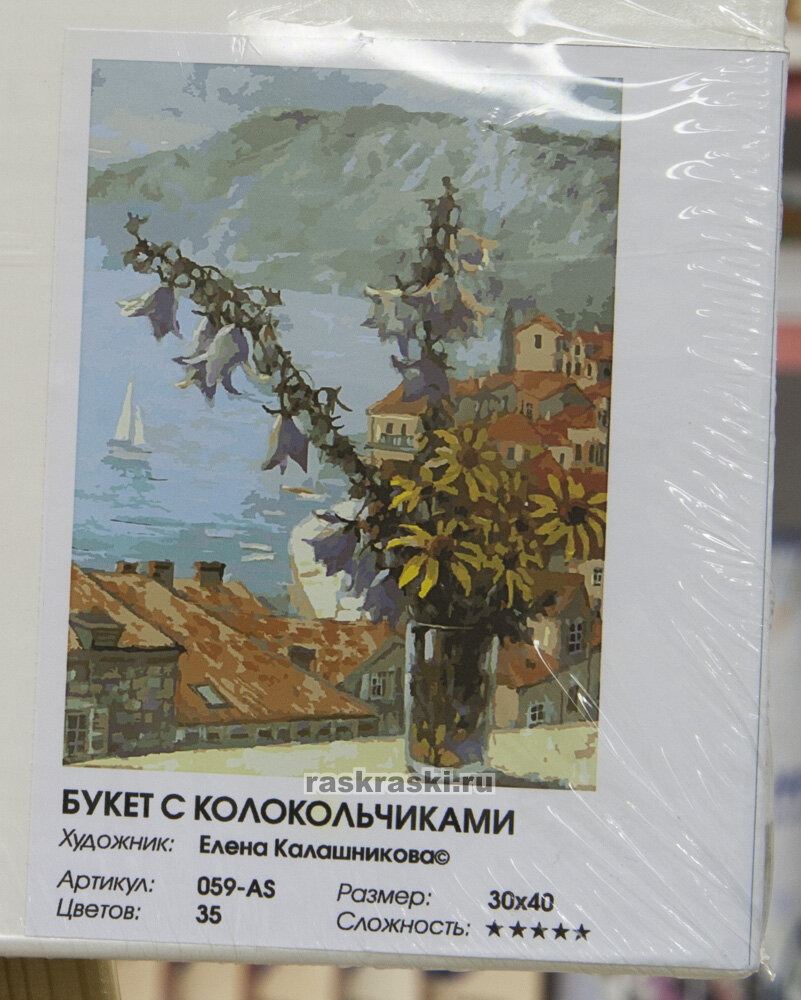 raskraski.ru
БУКЕТ С КОЛОКОЛЬЧИКАМИ
Художник: Елена Калашникова©
Артикул: 059-AS Размер: 30x40
Цветов: 35 Сложность: ★★★★★